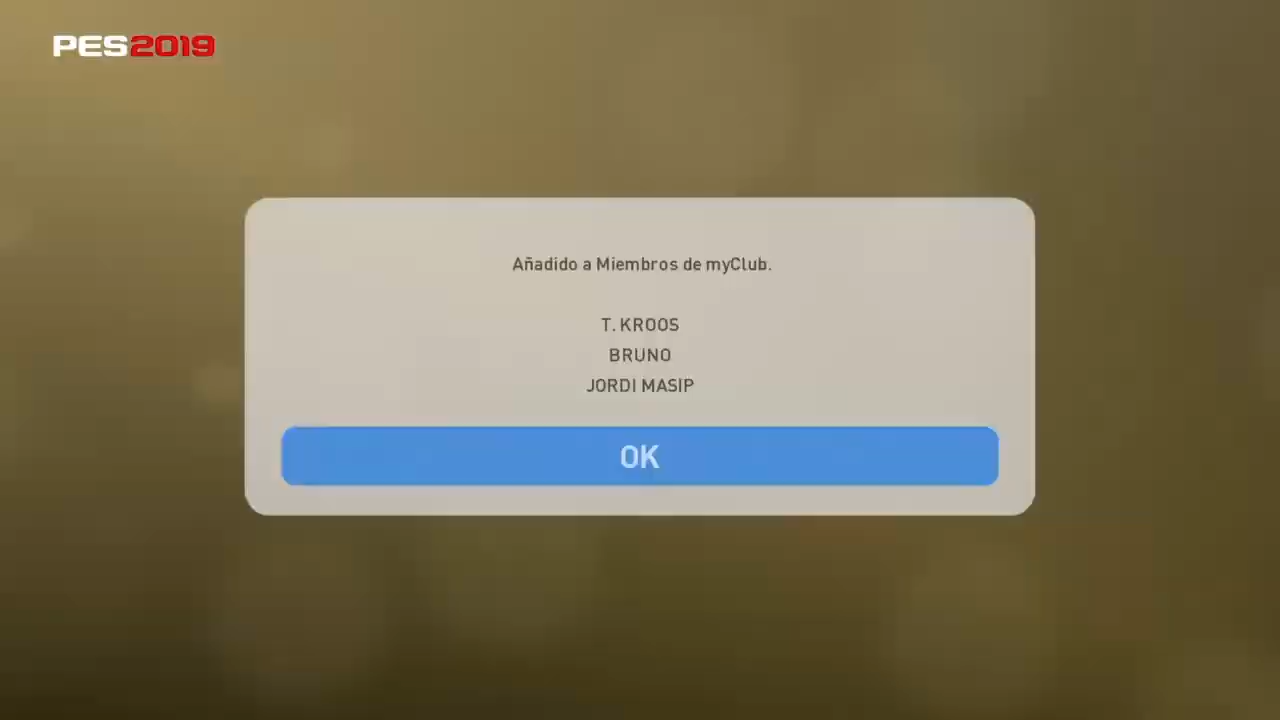 PES2019
Añadido a Miembros de myClub.
T. KROOS
BRUNO
JORDI MASIP
OK